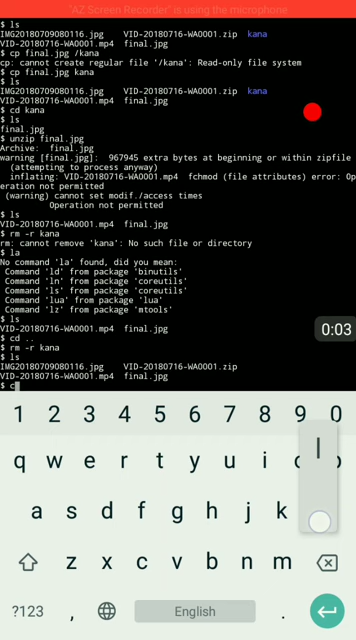 "AZ Screen Recorder" is using the microphone
$ ls
IMG20180709080116.jpg VID-20180716-WA0001.zip kana
VID-20180716-WA0001.mp4 final.jpg
$ cp final.jpg /kana
cp: cannot create regular file '/kana': Read-only file system
$ cp final.jpg kana
$ ls
IMG20180709080116.jpg VID-20180716-WA0001.zip kana
VID-20180716-WA0001.mp4 final.jpg
$ cd kana
$ ls
final.jpg
$ unzip final.jpg
Archive: final.jpg
warning [final.jpg]: 967945 extra bytes at beginning or within zipfile
(attempting to process anyway)
inflating: VID-20180716-WA0001.mp4 fchmod (file attributes) error: Op
eration not permitted
(warning) cannot set modif./access times
Operation not permitted
$ ls
VID-20180716-WA0001.mp4 final.jpg
$ rm -r kana
rm: cannot remove 'kana': No such file or directory
$ la
No command 'la' found, did you mean:
Command 'ld' from package 'binutils'
Command 'ln' from package 'coreutils'
Command 'ls' from package 'coreutils'
Command 'lua' from package 'lua'
Command 'lz' from package 'mtools'
$ ls
VID-20180716-WA0001.mp4 final.jpg
$ cd ..
$ rm -r kana
$ ls
IMG20180709080116.jpg VID-20180716-WA0001.zip
VID-20180716-WA0001.mp4 final.jpg
$ c
0:03
1 2 3 4 5 6 7 8 9 0
q w e r t y u i o p
a s d f g h j k
z x c v b n m
?123 , English .